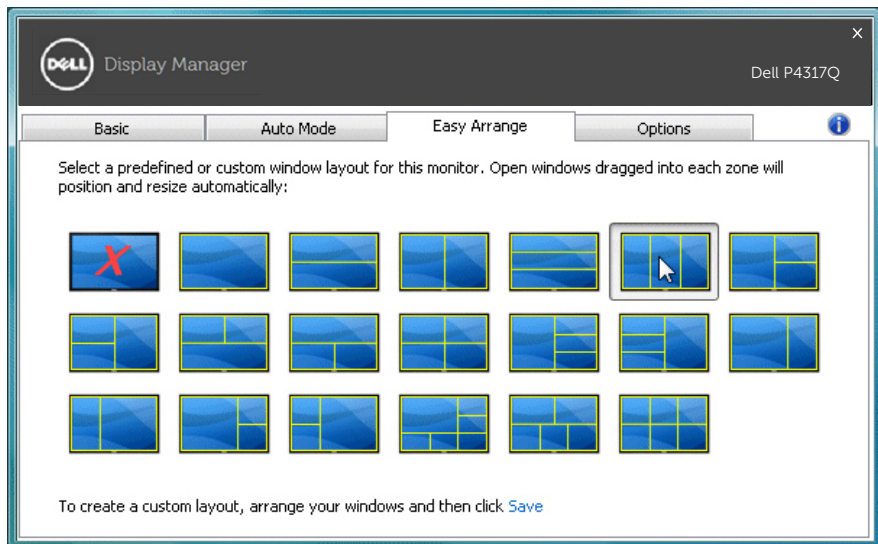 X
DELL Display Manager
Dell P4317Q
Basic Auto Mode Easy Arrange Options i
Select a predefined or custom window layout for this monitor. Open windows dragged into each zone will
position and resize automatically:
X
To create a custom layout, arrange your windows and then click Save